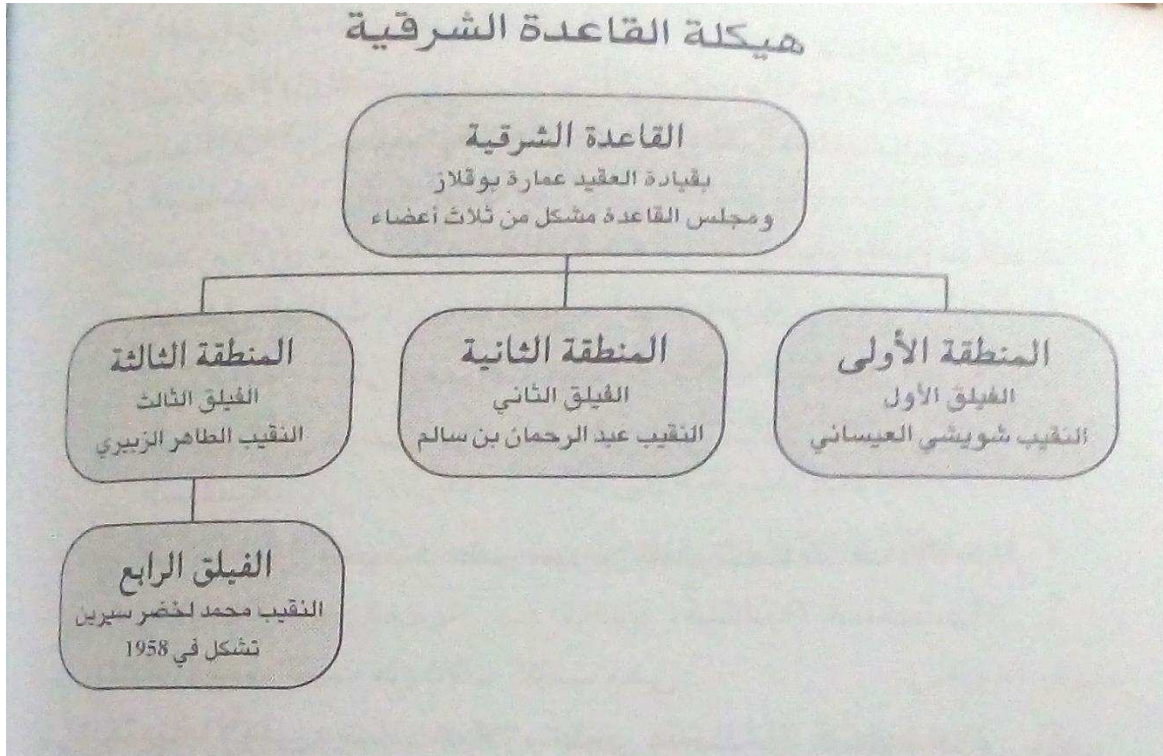 هيكلة القاعدة الشرقية
القاعدة الشرقية
بقيادة العقيد عمارة بوقلاز
ومجلس القاعدة مشكل من ثلاث أعضاء
المنطقة الأولى
الفيلق الأول
النقيب شويشي العيساني
المنطقة الثانية
الفيلق الثاني
النقيب عبد الرحمان بن سالم
المنطقة الثالثة
الفيلق الثالث
النقيب الطاهر الزبيري
الفيلق الرابع
النقيب محمد لخضر سيرين
تشكل في 1958